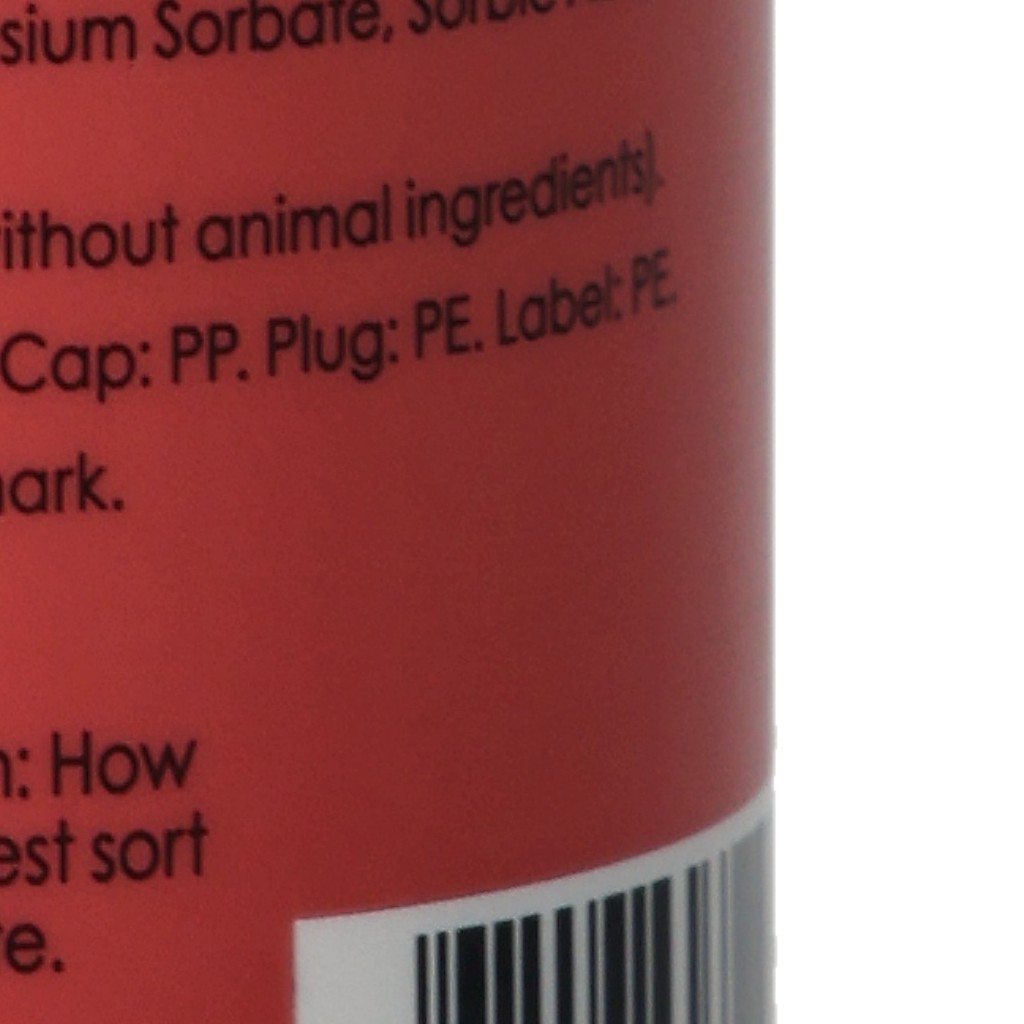 sium Sorbate,
ithout animal ingredients).
Cap: PP. Plug: PE. Label: PE.
ark.
n: How
est sort
e.